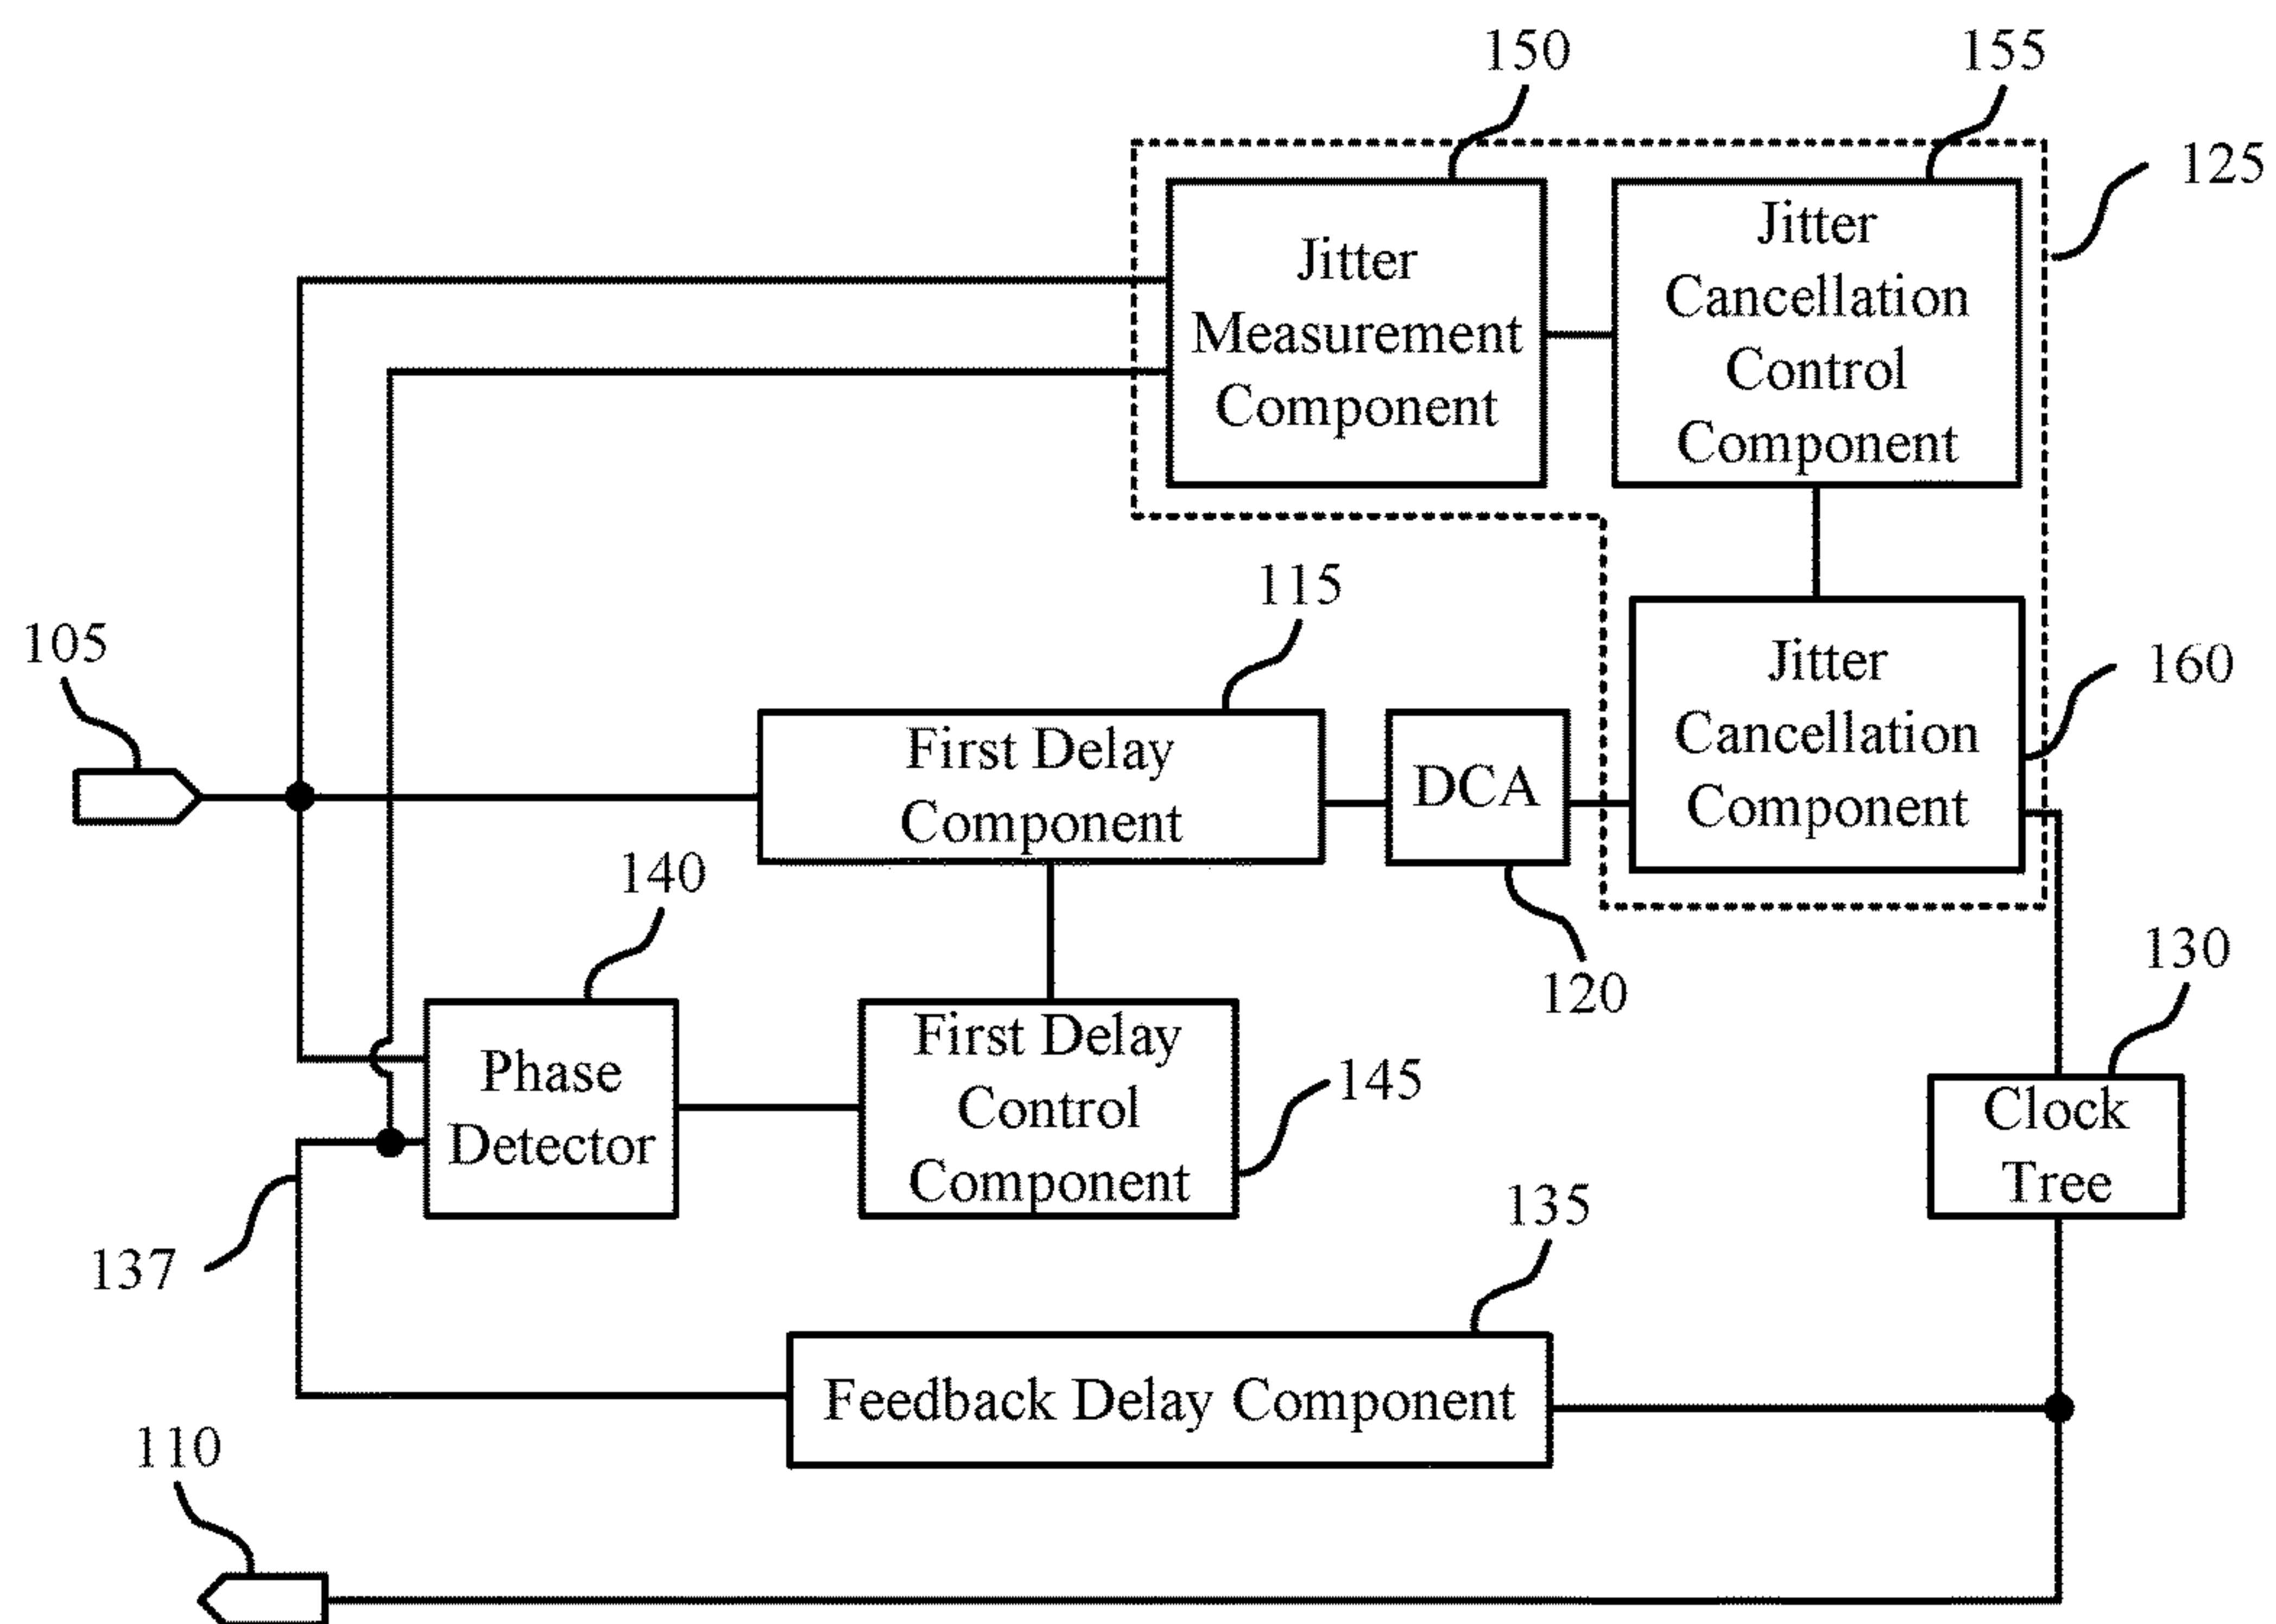 150
155
125
Jitter
Measurement
Component
Jitter
Cancellation
Control
Component
115
105
Jitter
Cancellation
Component
160
First Delay
Component
DCA
140
120
130
Phase
Detector
First Delay
Control
Component
145
Clock
Tree
137
135
Feedback Delay Component
110